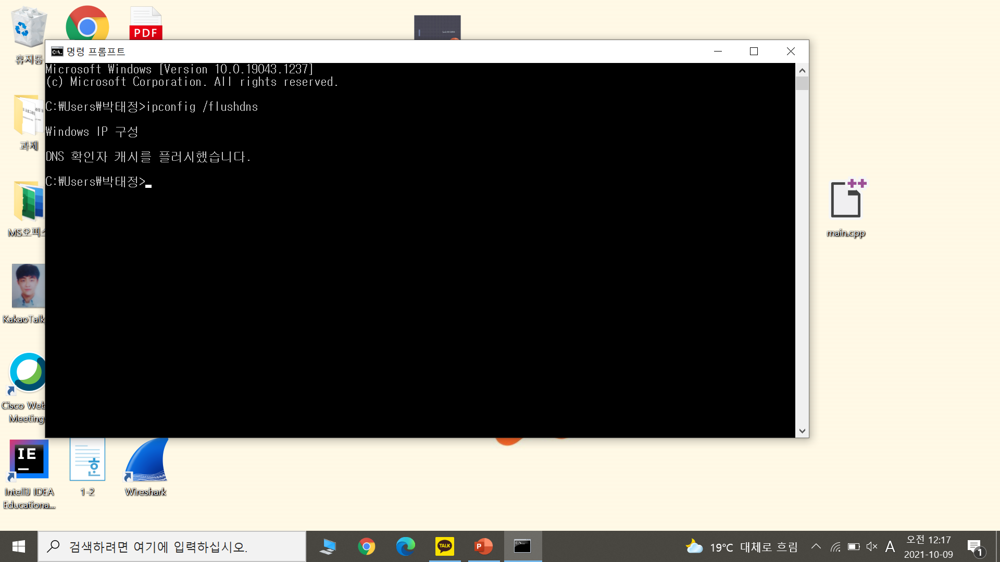 휴지통
PDF
명령 프롬프트
Microsoft Windows [Version 10.0.19043.1237]
(c) Microsoft Corporation. All rights reserved.
C:\Users\박태정>ipconfig /flushdns
Windows IP 구성
DNS 확인자 캐시를 플러시했습니다.
C:\Users\박태정>
과제
MS오피스
KakaoTalk
Cisco Web
Meeting
IE
IntelliJ IDEA
Educationa...
훈
1-2
Wireshark
++
main.cpp
검색하려면 여기에 입력하십시오.
TALK
P
19°C 대체로 흐림
A
오전 12:17
2021-10-09
1